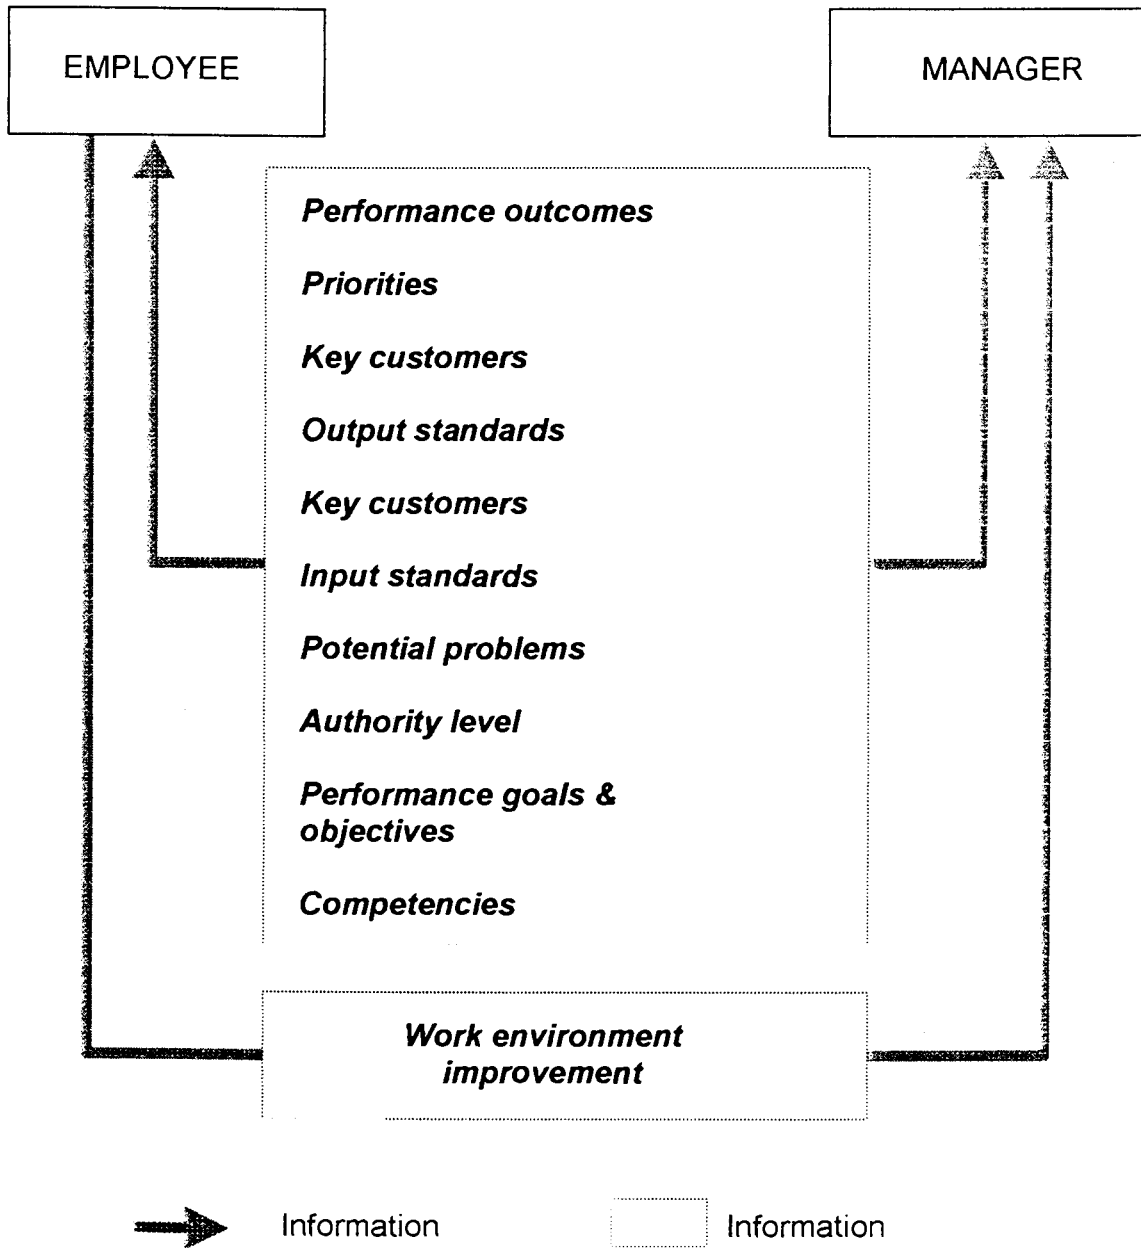 EMPLOYEE
MANAGER
Performance outcomes
Priorities
Key customers
Output standards
Key customers
Input standards
Potential problems
Authority level
Performance goals &
objectives
Competencies
Work environment
improvement
Information
Information